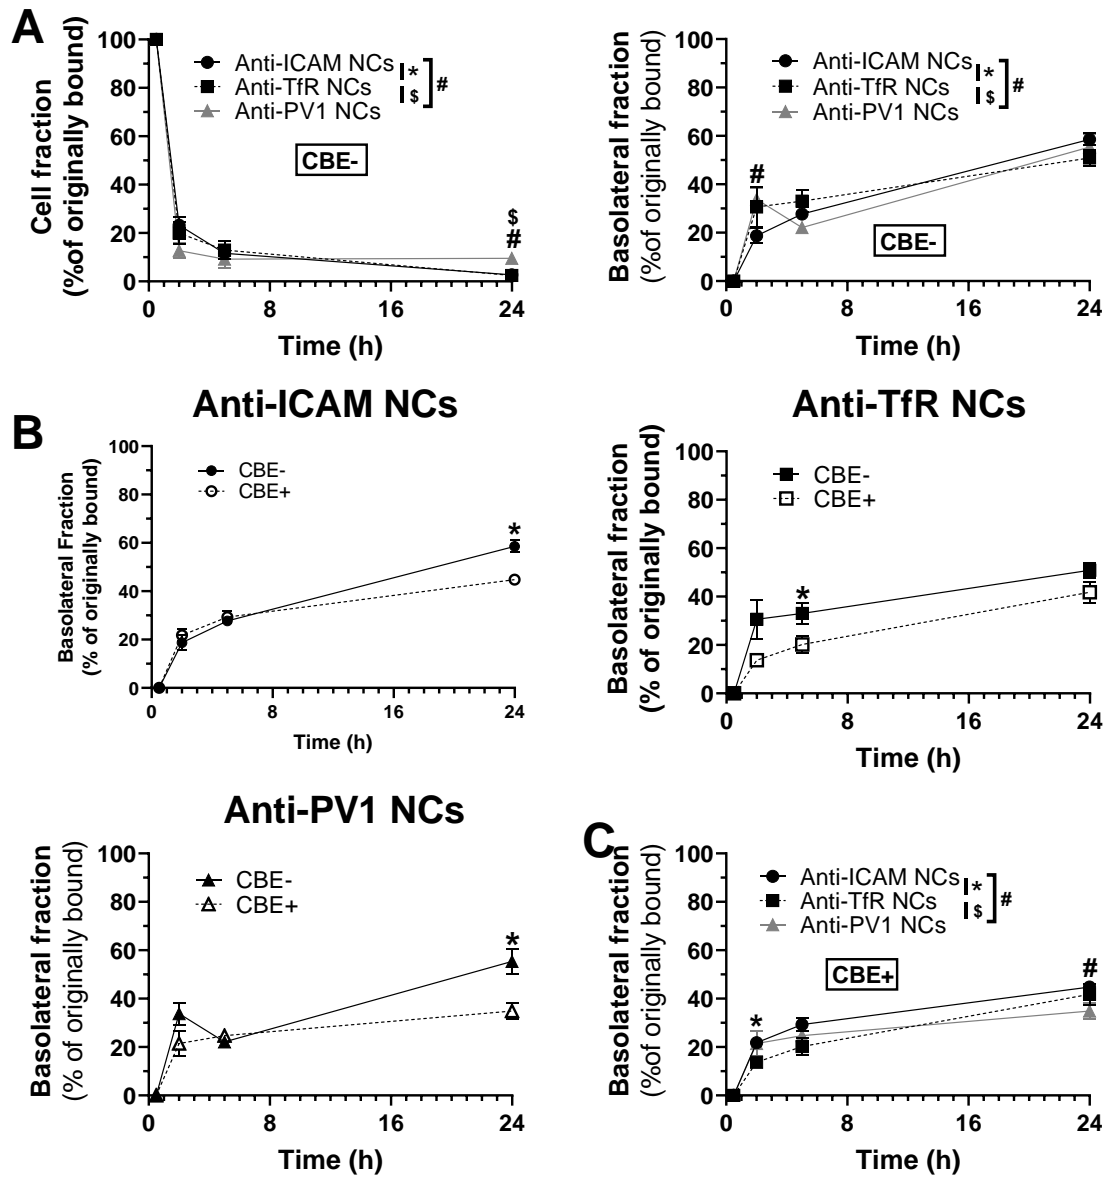 A
Cell fraction
(%of originally bound)
100
80
60
40
20
0
Anti-ICAM NCs
Anti-TfR NCs
Anti-PV1 NCs
*
$
#
CBE-
$
#
0 8 16 24
Time (h)
Basolateral fraction
(%of originally bound)
100
80
60
40
20
0
Anti-ICAM NCs
Anti-TfR NCs
Anti-PV1 NCs
*
$
#
#
CBE-
0 8 16 24
Time (h)
B
Anti-ICAM NCs
Basolateral Fraction
(% of originally bound)
100
80
60
40
20
0
CBE-
CBE+
*
0 8 16 24
Time (h)
Anti-TfR NCs
Basolateral fraction
(% of originally bound)
100
80
60
40
20
0
CBE-
CBE+
*
0 8 16 24
Time (h)
Anti-PV1 NCs
Basolateral fraction
(% of originally bound)
100
80
60
40
20
0
CBE-
CBE+
*
0 8 16 24
Time (h)
C
Basolateral fraction
(%of originally bound)
100
80
60
40
20
0
Anti-ICAM NCs
Anti-TfR NCs
Anti-PV1 NCs
*
$
#
CBE+
*
#
0 8 16 24
Time (h)